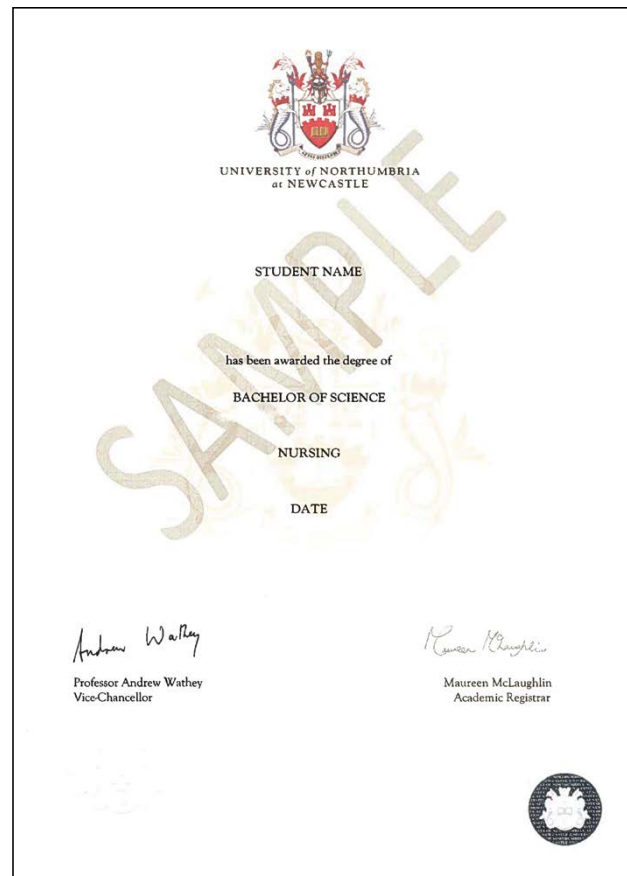 UNIVERSITY of NORTHUMBRIA
at NEWCASTLE
SAMPLE
STUDENT NAME
has been awarded the degree of
BACHELOR OF SCIENCE
NURSING
DATE
Andrew Wathey
Professor Andrew Wathey
Vice-Chancellor
Maureen McLaughlin
Maureen McLaughlin
Academic Registrar